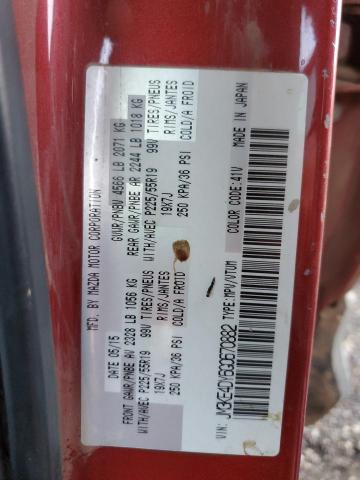 MFD. BY MAZDA MOTOR CORPORATION
DATE 05/15 GVWR/PNBV 4566 LB 2071 KG
FRONT GAWR/PNBE AV 2328 LB 1056 KG REAR GAWR/PNBE AR 2244 LB 1018 KG
WITH/AVEC P225/55R19 99V TIRES/PNEUS WITH/AVEC P225/55R19 99V TIRES/PNEUS
19X7J RIMS/JANTES 19X7J RIMS/JANTES
250 KPA/36 PSI COLD/A FROID 250 KPA/36 PSI COLD/A FROID
VIN: JM3KE4DY6G0670882 TYPE: MPV/VTUM
COLOR CODE: 41V MADE IN JAPAN